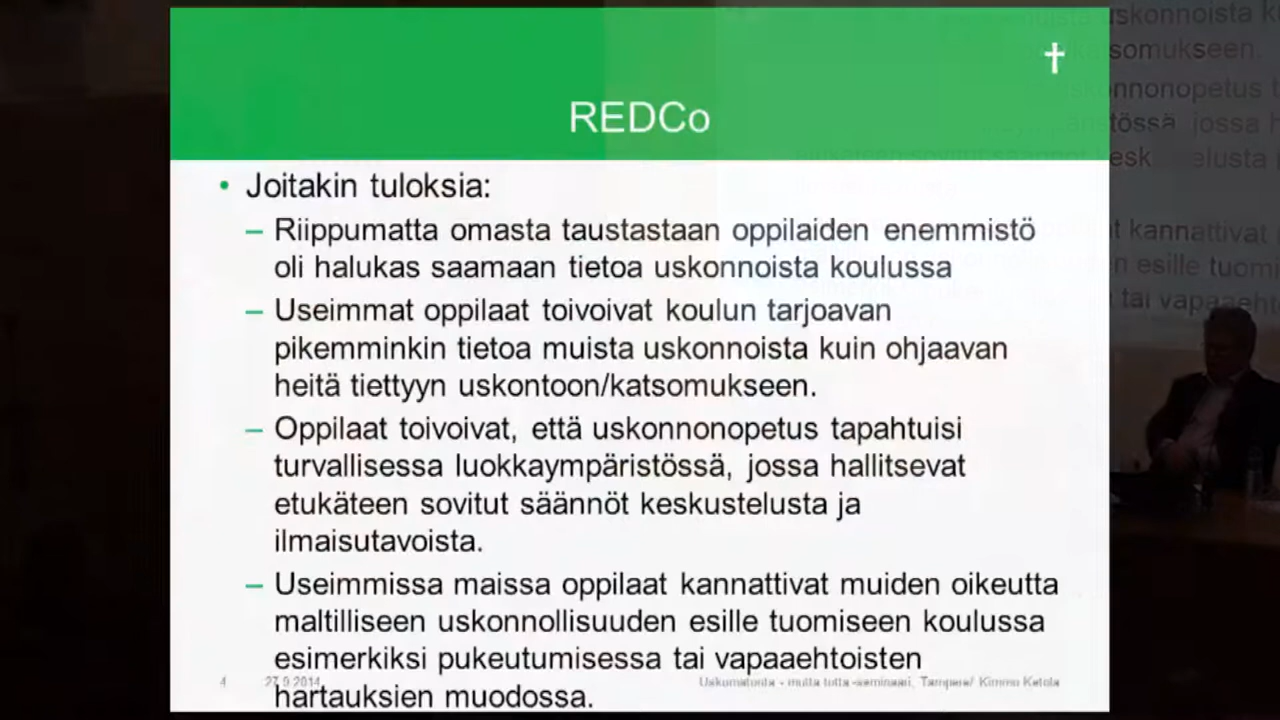 REDCo
• Joitakin tuloksia:
– Riippumatta omasta taustastaan oppilaiden enemmistö
oli halukas saamaan tietoa uskonnoista koulussa
– Useimmat oppilaat toivoivat koulun tarjoavan
pikemminkin tietoa muista uskonnoista kuin ohjaavan
heitä tiettyyn uskontoon/katsomukseen.
– Oppilaat toivoivat, että uskonnonopetus tapahtuisi
turvallisessa luokkaympäristössä, jossa hallitsevat
etukäteen sovitut säännöt keskustelusta ja
ilmaisutavoista.
– Useimmissa maissa oppilaat kannattivat muiden oikeutta
maltilliseen uskonnollisuuden esille tuomiseen koulussa
esimerkiksi pukeutumisessa tai vapaaehtoisten
hartauksien muodossa.
4 27.9.2014 Uskomatonta - mutta totta -seminaari, Tampere/ Kimmo Ketola